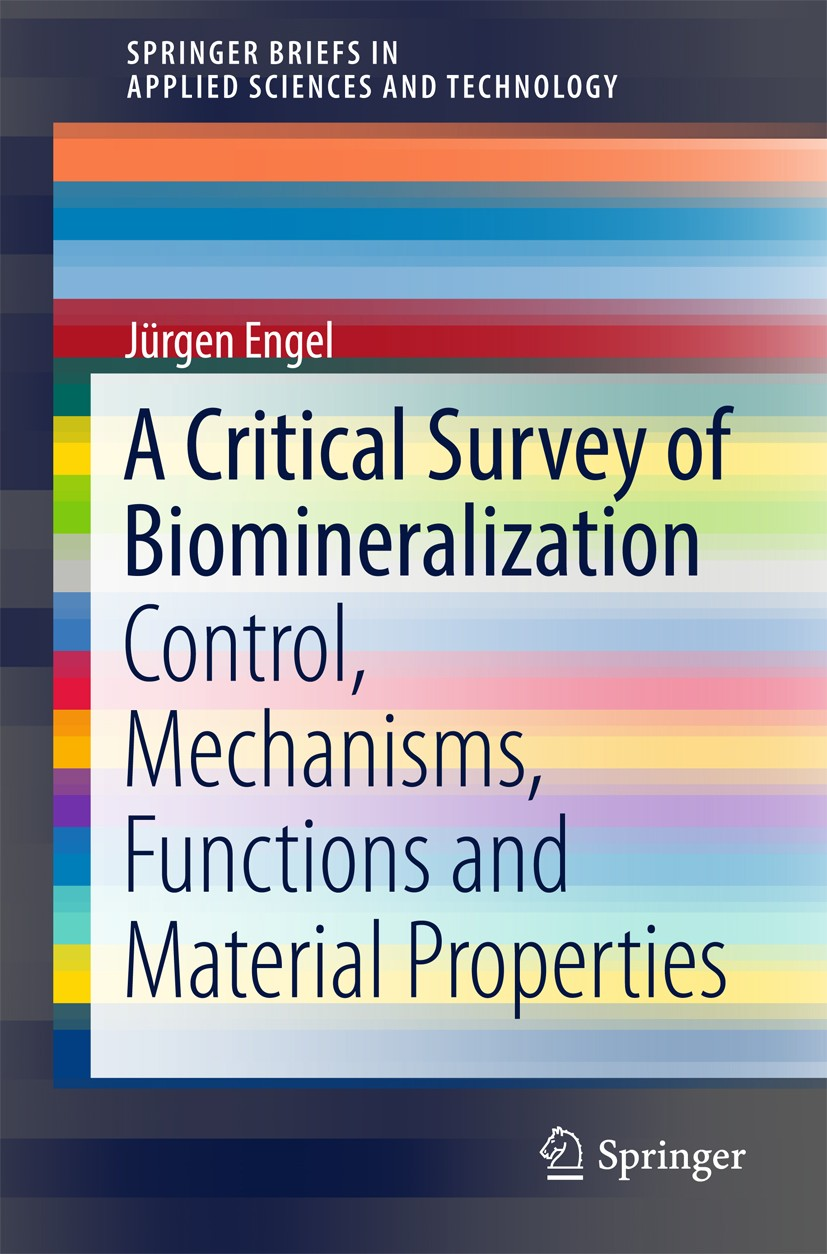 SPRINGER BRIEFS IN
APPLIED SCIENCES AND TECHNOLOGY
Jürgen Engel
A Critical Survey of
Biomineralization
Control,
Mechanisms,
Functions and
Material Properties
Springer